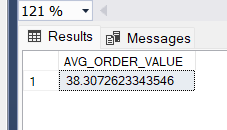 121 %
Results Messages
AVG_ORDER_VALUE
1 38.3072623343546